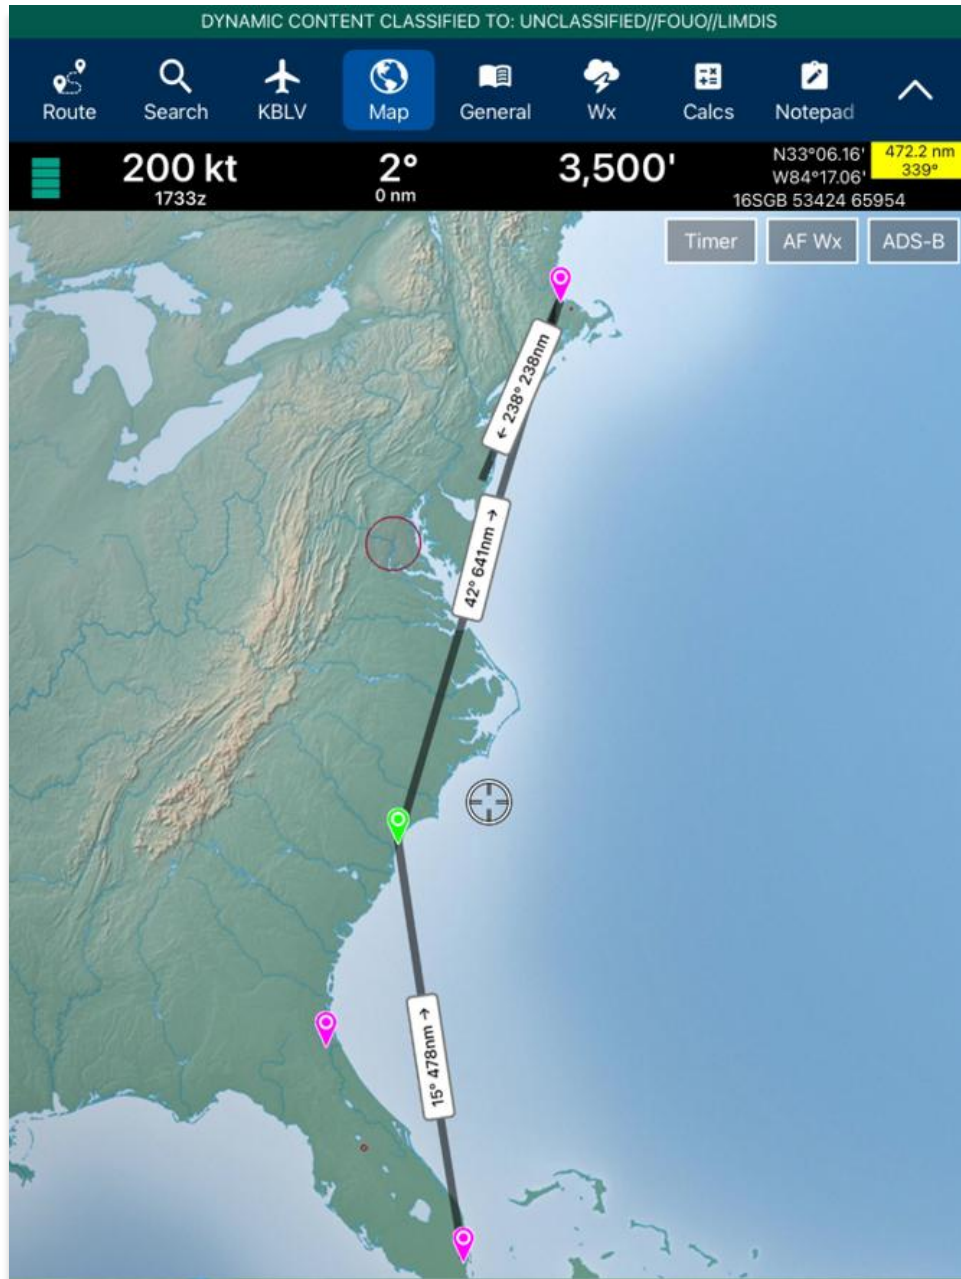 DYNAMIC CONTENT CLASSIFIED TO: UNCLASSIFIED//FOUO//LIMDIS
Route Search KBLV Map General Wx Calcs Notepad
200 kt
1733z
2°
0 nm
3,500'
N33°06.16'
W84°17.06'
16SGB 53424 65954
472.2 nm
339°
Timer AF Wx ADS-B
← 238° 238nm
42° 641nm →
15° 478nm →